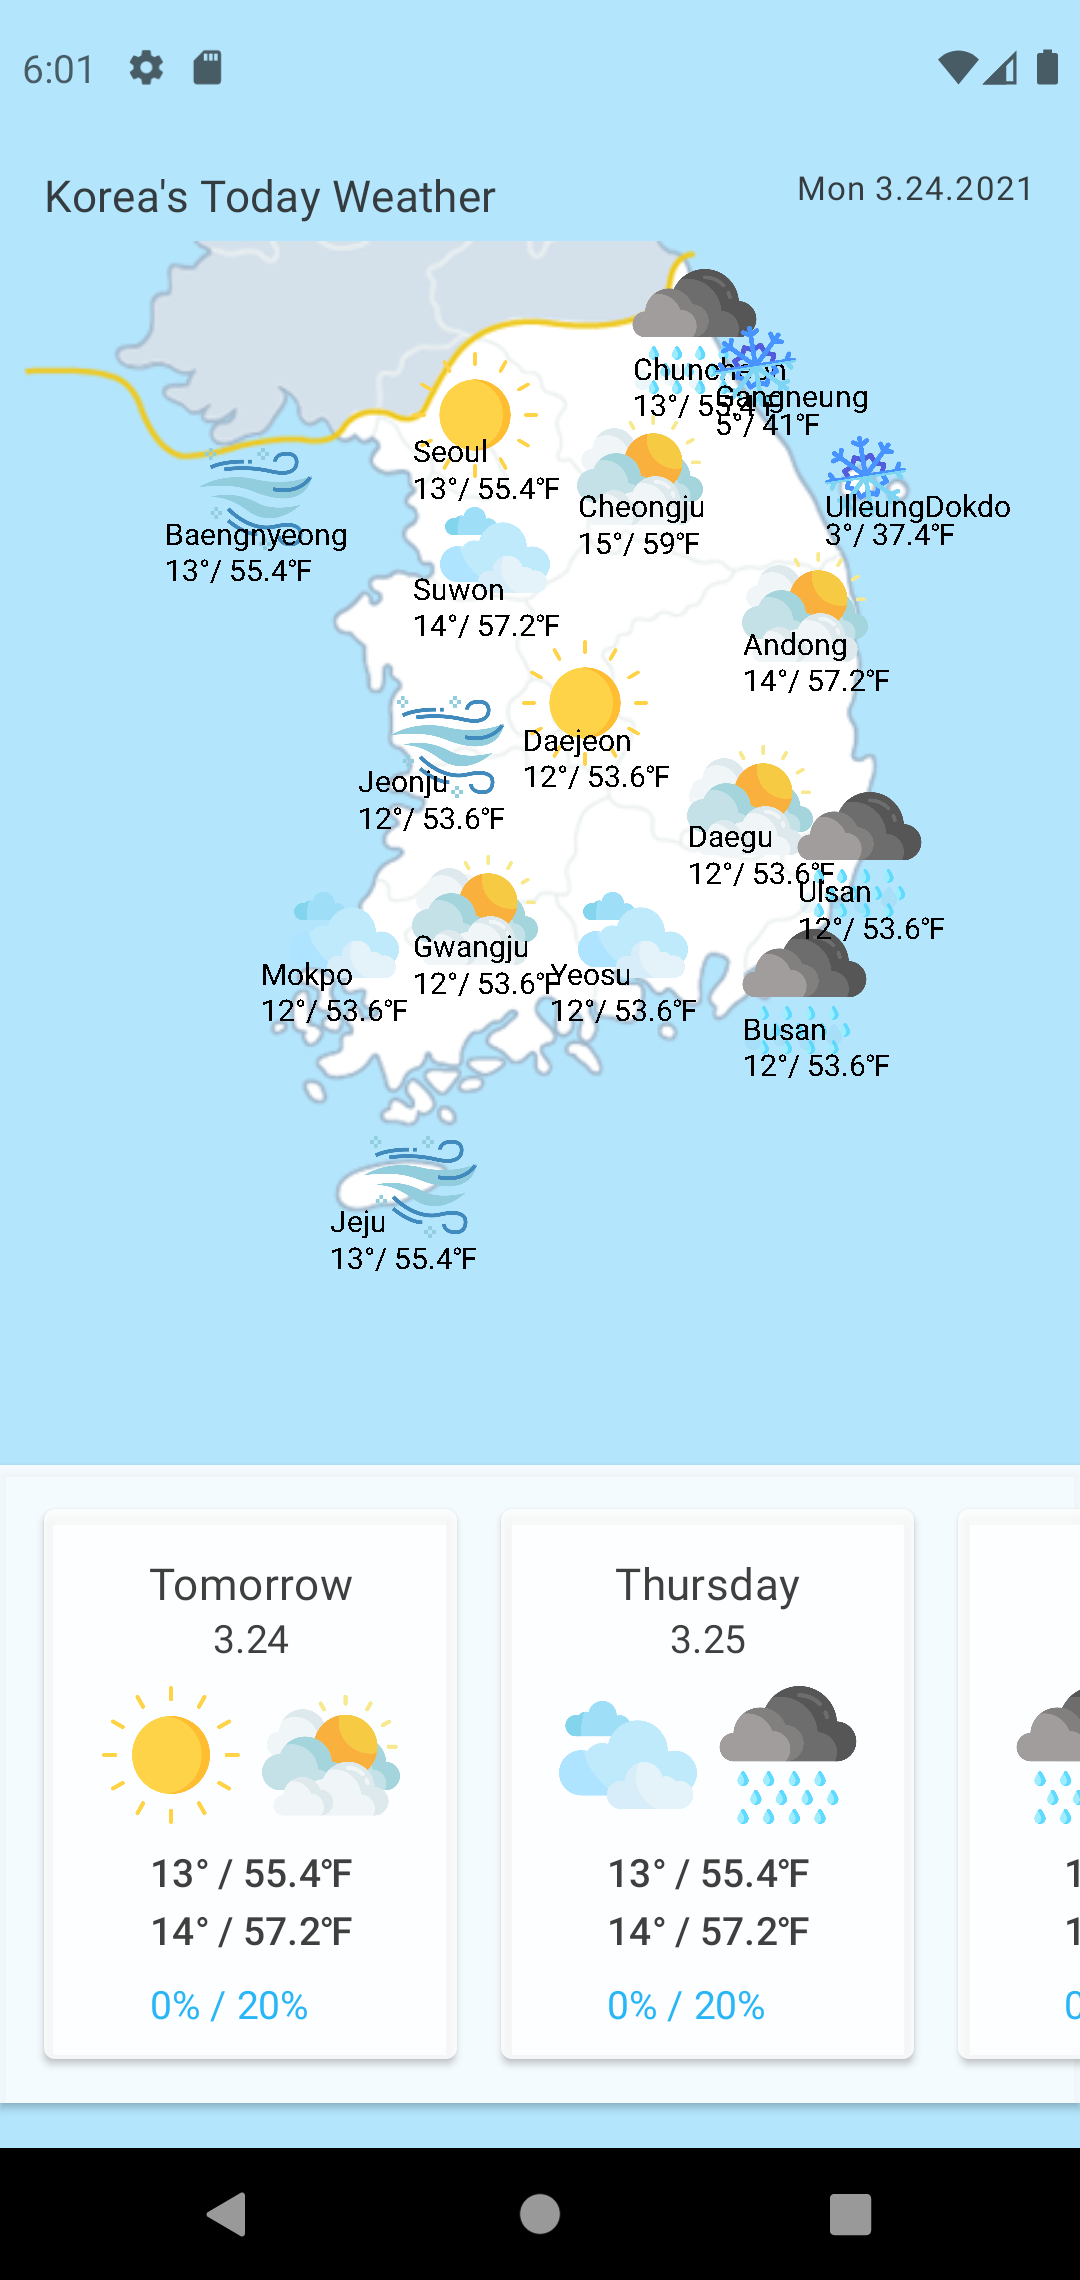 6:01
Korea's Today Weather
Mon 3.24.2021
Chuncheon
13°/ 55.4℉
Gangneung
5°/ 41℉
Seoul
13°/ 55.4℉
Cheongju
15°/ 59℉
UlleungDokdo
3°/ 37.4℉
Baengnyeong
13°/ 55.4℉
Suwon
14°/ 57.2℉
Andong
14°/ 57.2℉
Daejeon
12°/ 53.6℉
Jeonju
12°/ 53.6℉
Daegu
12°/ 53.6℉
Ulsan
12°/ 53.6℉
Gwangju
12°/ 53.6℉
Mokpo
12°/ 53.6℉
Yeosu
12°/ 53.6℉
Busan
12°/ 53.6℉
Jeju
13°/ 55.4℉
Tomorrow
3.24
13° / 55.4℉
14° / 57.2℉
0% / 20%
Thursday
3.25
13° / 55.4℉
14° / 57.2℉
0% / 20%
1
1
0